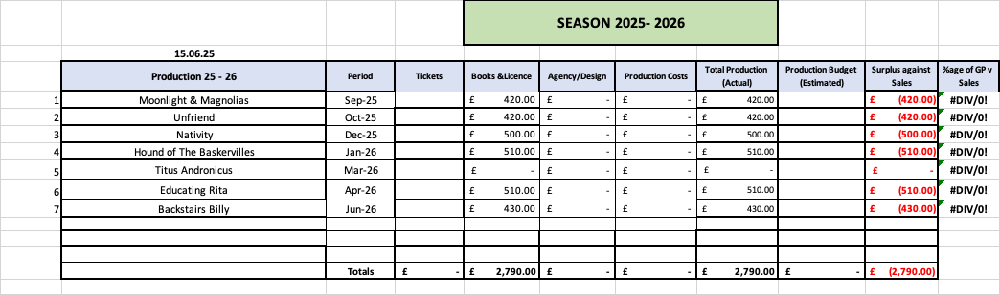 SEASON 2025- 2026
15.06.25
Production 25 - 26 Period Tickets Books &Licence Agency/Design Production Costs Total Production (Actual) Production Budget (Estimated) Surplus against Sales %age of GP v Sales
1 Moonlight & Magnolias Sep-25 £ 420.00 £ - £ - £ 420.00 £ (420.00) #DIV/0!
2 Unfriend Oct-25 £ 420.00 £ - £ - £ 420.00 £ (420.00) #DIV/0!
3 Nativity Dec-25 £ 500.00 £ - £ - £ 500.00 £ (500.00) #DIV/0!
4 Hound of The Baskervilles Jan-26 £ 510.00 £ - £ - £ 510.00 £ (510.00) #DIV/0!
5 Titus Andronicus Mar-26 £ - £ - £ - £ - £ - #DIV/0!
6 Educating Rita Apr-26 £ 510.00 £ - £ - £ 510.00 £ (510.00) #DIV/0!
7 Backstairs Billy Jun-26 £ 430.00 £ - £ - £ 430.00 £ (430.00) #DIV/0!
Totals £ - £ 2,790.00 £ - £ - £ 2,790.00 £ - £ (2,790.00)